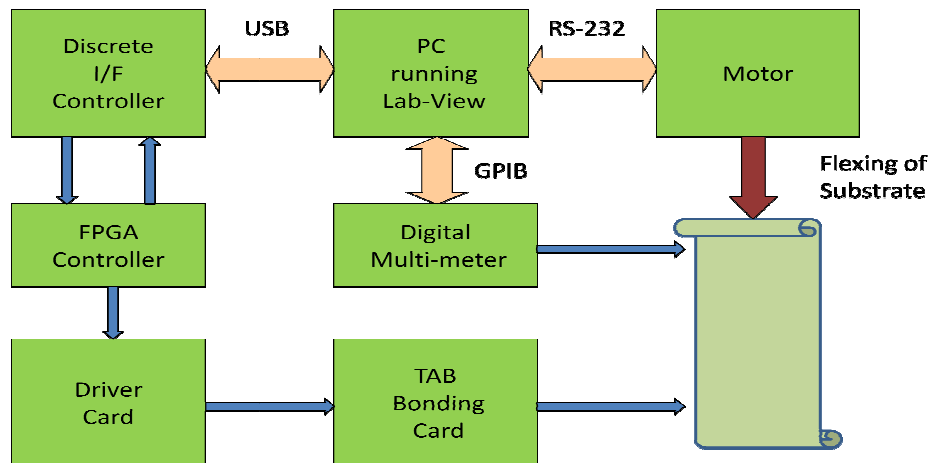 Discrete
I/F
Controller
USB
PC
running
Lab-View
RS-232
Motor
GPIB
Flexing of
Substrate
FPGA
Controller
Digital
Multi-meter
Driver
Card
TAB
Bonding
Card